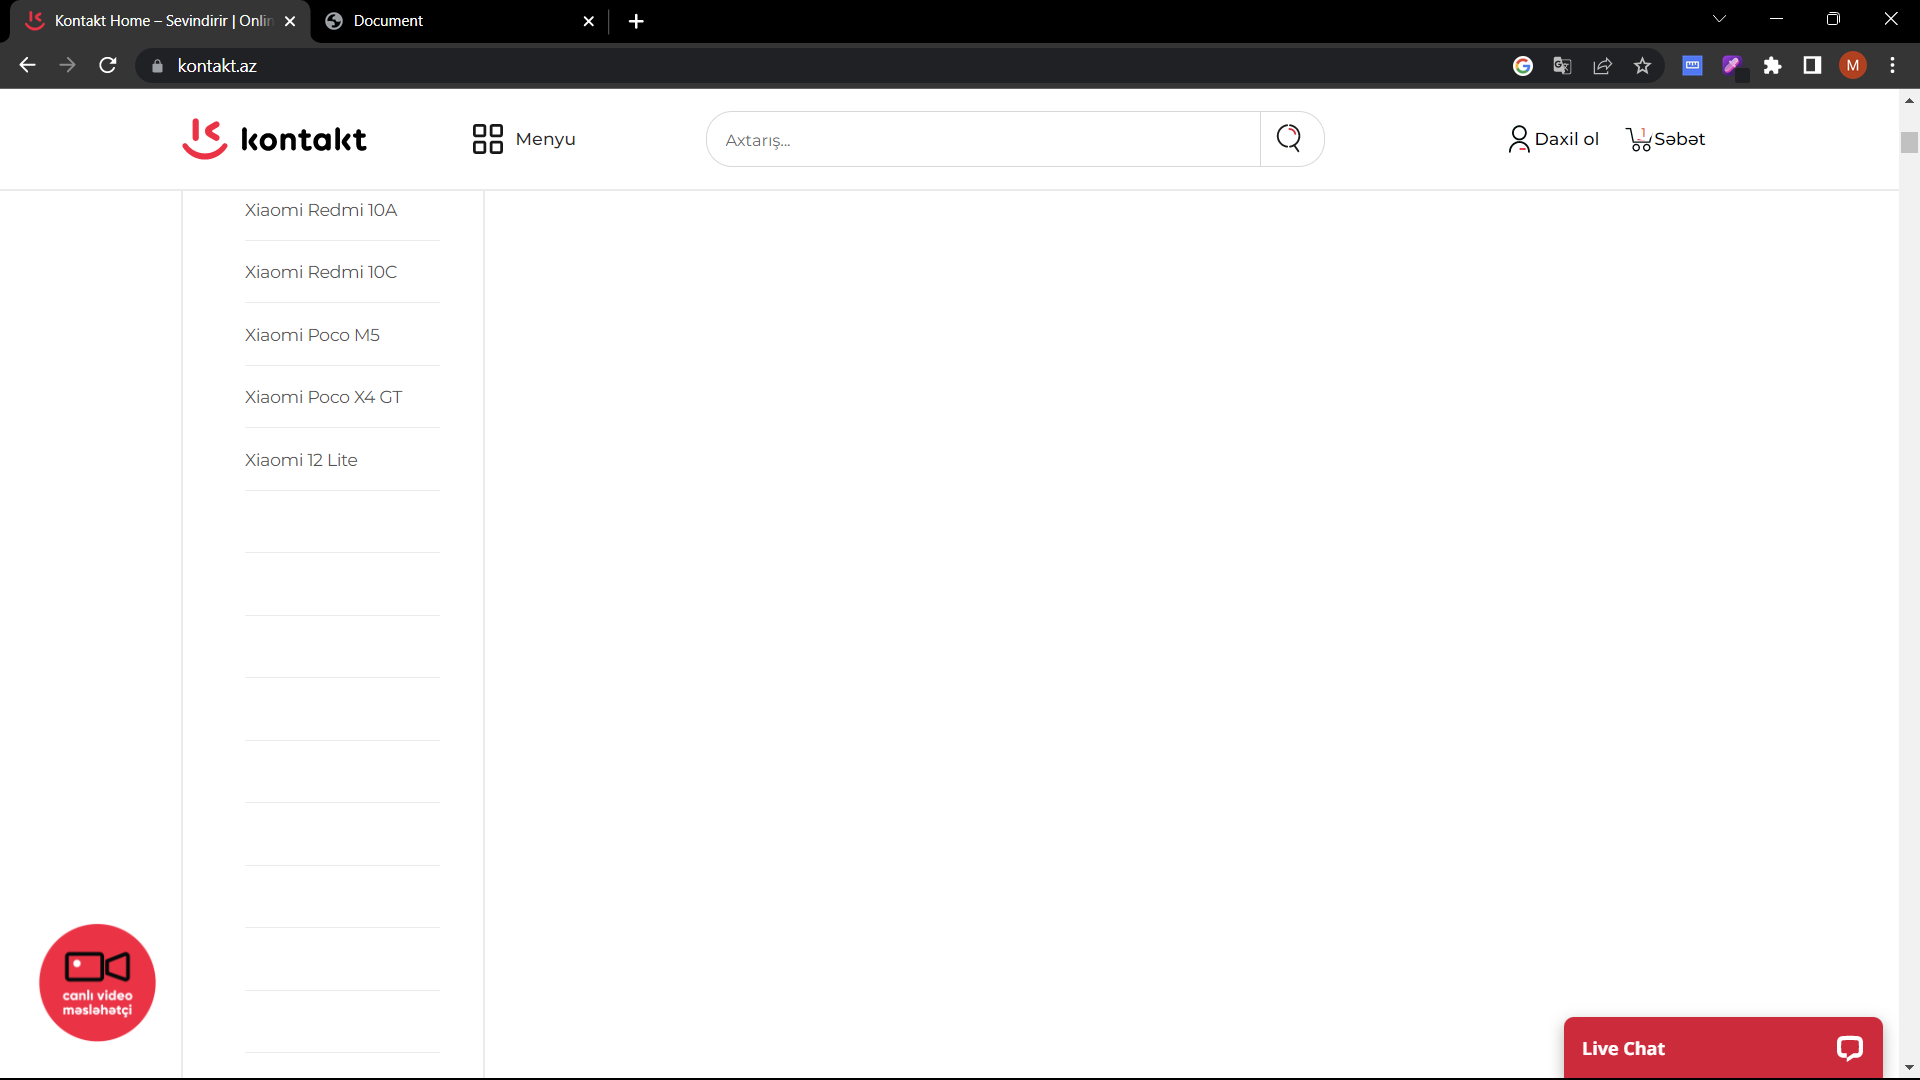 Kontakt Home – Sevindirir | Onlin
Document
kontakt.az
M
kontakt
Menyu
Axtarış...
Daxil ol
1
Səbət
Xiaomi Redmi 10A
Xiaomi Redmi 10C
Xiaomi Poco M5
Xiaomi Poco X4 GT
Xiaomi 12 Lite
canlı video
məsləhətçi
Live Chat